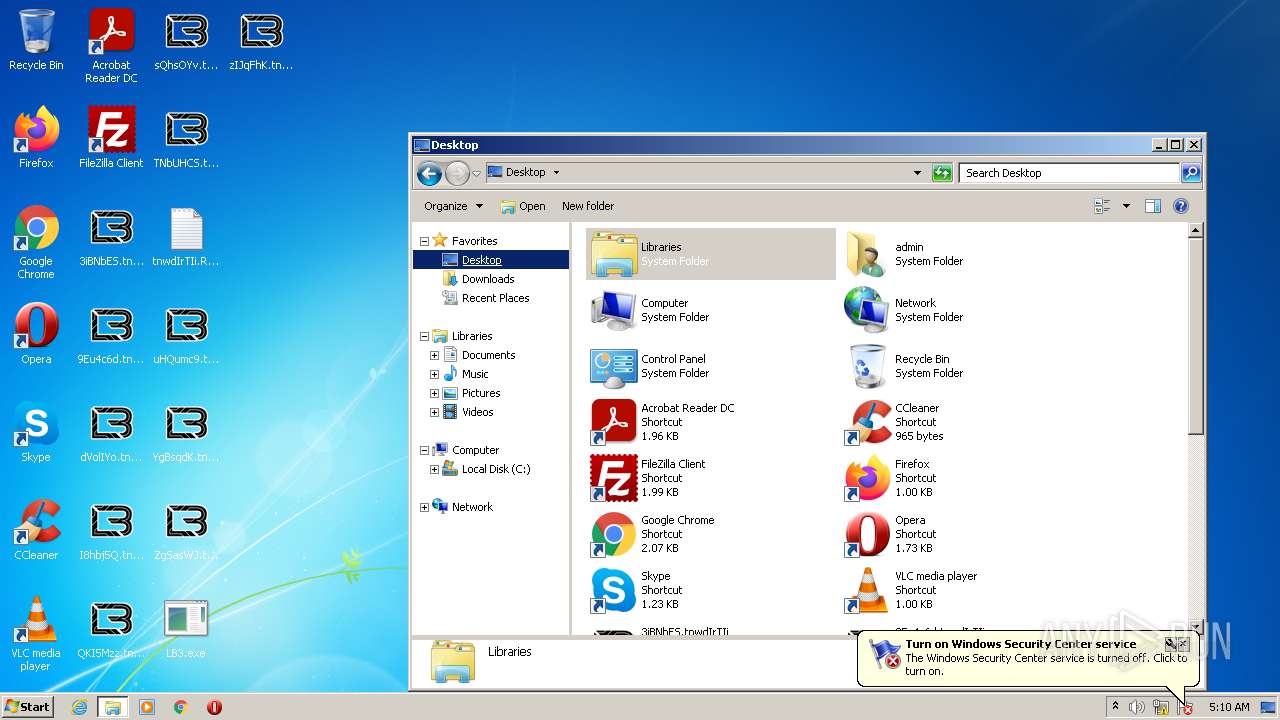 Recycle Bin
Acrobat Reader DC
sQhsOYv.t...
zIJqFhK.tn...
Firefox
FileZilla Client
TNbUHCS.t...
Google Chrome
3iBNbES.tn...
tnwdIrTIi.R...
Opera
9Eu4c6d.tn...
uHQumc9.t...
Skype
dVolIYo.tn...
YgBsqdK.tn...
CCleaner
I8hbj5Q.tn...
ZgSasWJ.t...
VLC media player
QKI5Mzz.tn...
LB3.exe
Desktop
Desktop
Search Desktop
Organize
Open
New folder
Favorites
Desktop
Downloads
Recent Places
Libraries
Documents
Music
Pictures
Videos
Computer
Local Disk (C:)
Network
Libraries
System Folder
admin
System Folder
Computer
System Folder
Network
System Folder
Control Panel
System Folder
Recycle Bin
System Folder
Acrobat Reader DC
Shortcut
1.96 KB
CCleaner
Shortcut
965 bytes
FileZilla Client
Shortcut
1.99 KB
Firefox
Shortcut
1.00 KB
Google Chrome
Shortcut
Opera
Shortcut
Skype
Shortcut
1.23 KB
VLC media player
Shortcut
1.00 KB
3iBNbES.tnwdIrTIi
Libraries
Turn on Windows Security Center service
The Windows Security Center service is turned off. Click to
turn on.
ANY RUN
Start
5:10 AM